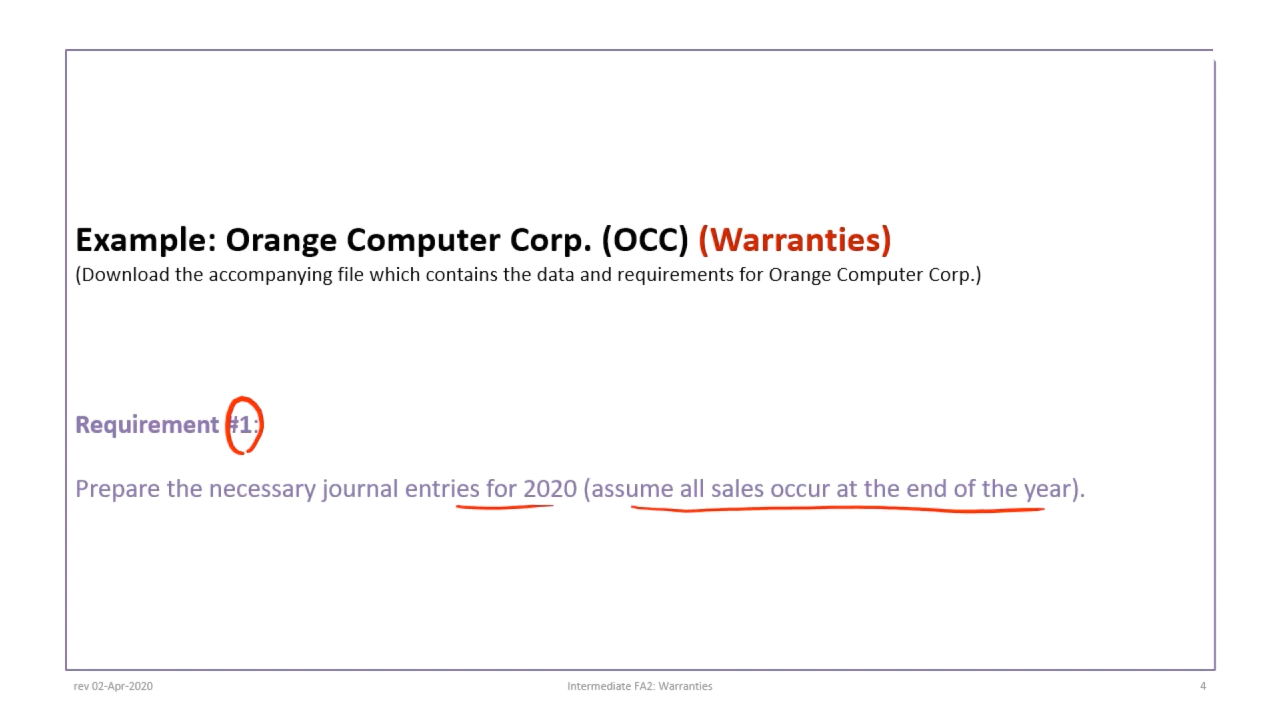 Example: Orange Computer Corp. (OCC) (Warranties)
(Download the accompanying file which contains the data and requirements for Orange Computer Corp.)
Requirement #1:
Prepare the necessary journal entries for 2020 (assume all sales occur at the end of the year).
rev 02-Apr-2020 Intermediate FA2: Warranties 4